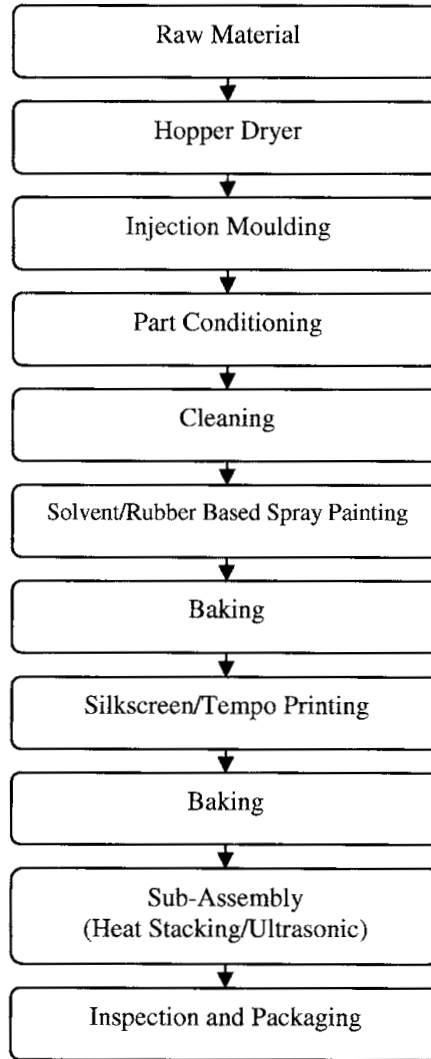 Raw Material
Hopper Dryer
Injection Moulding
Part Conditioning
Cleaning
Solvent/Rubber Based Spray Painting
Baking
Silkscreen/Tempo Printing
Baking
Sub-Assembly
(Heat Stacking/Ultrasonic)
Inspection and Packaging